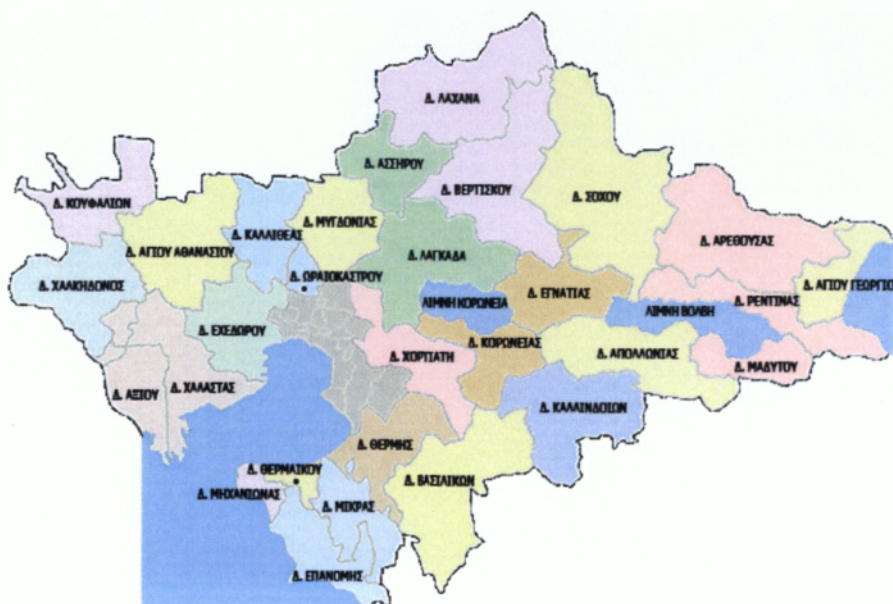 Δ. ΛΑΧΑΝΑ
Δ. ΑΣΣΗΡΟΥ
Δ. ΒΕΡΤΙΣΚΟΥ
Δ. ΣΟΧΟΥ
Δ. ΚΟΥΦΑΛΙΩΝ
Δ. ΜΥΓΔΟΝΙΑΣ
Δ. ΚΑΛΛΙΘΕΑΣ
Δ. ΑΓΙΟΥ ΑΘΑΝΑΣΙΟΥ
Δ. ΑΡΕΘΟΥΣΑΣ
Δ. ΛΑΓΚΑΔΑ
Δ. ΩΡΑΙΟΚΑΣΤΡΟΥ
Δ. ΧΑΛΚΗΔΟΝΟΣ
Δ. ΑΓΙΟΥ ΓΕΩΡΓΙΟ
Δ. ΕΓΝΑΤΙΑΣ
ΛΙΜΝΗ ΚΟΡΩΝΕΙΑ
Δ. ΡΕΝΤΙΝΑΣ
ΛΙΜΝΗ ΒΟΛΒΗ
Δ. ΕΧΕΔΩΡΟΥ
Δ. ΚΟΡΩΝΕΙΑΣ
Δ. ΧΟΡΤΙΑΤΗ
Δ. ΑΠΟΛΛΩΝΙΑΣ
Δ. ΜΑΔΥΤΟΥ
Δ. ΧΑΛΑΣΤΑΣ
Δ. ΑΞΙΟΥ
Δ. ΚΑΛΛΙΝΔΟΙΩΝ
Δ. ΘΕΡΜΗΣ
Δ. ΘΕΡΜΑΙΚΟΥ
Δ. ΒΑΣΙΛΙΚΩΝ
Δ. ΜΗΧΑΝΙΩΝΑΣ
Δ. ΜΙΚΡΑΣ
Δ. ΕΠΑΝΟΜΗΣ